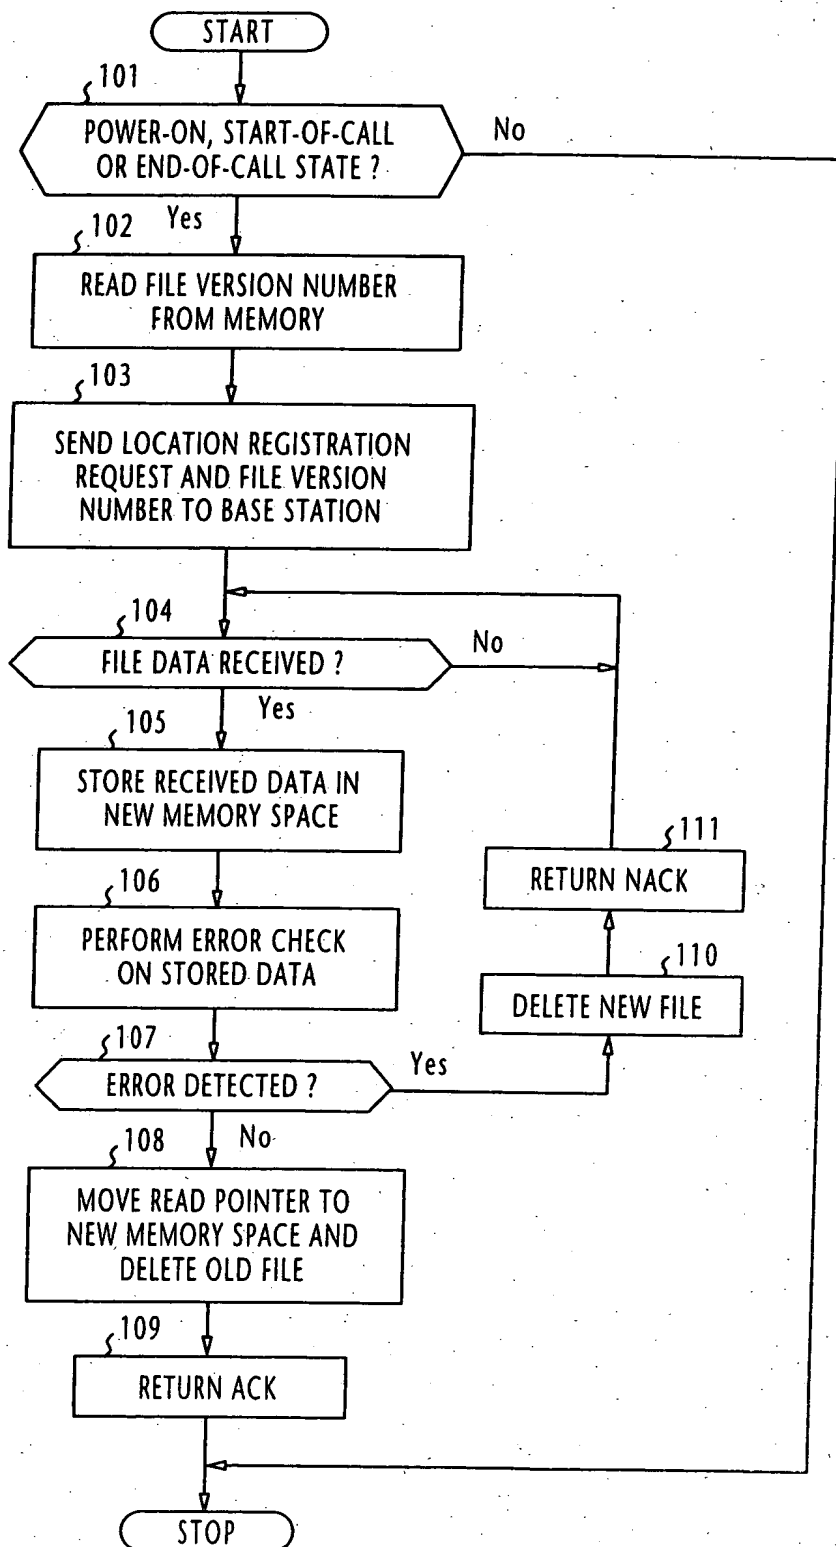 START
101
POWER-ON, START-OF-CALL
OR END-OF-CALL STATE ?
No
Yes
102
READ FILE VERSION NUMBER
FROM MEMORY
103
SEND LOCATION REGISTRATION
REQUEST AND FILE VERSION
NUMBER TO BASE STATION
104
FILE DATA RECEIVED ?
No
Yes
105
STORE RECEIVED DATA IN
NEW MEMORY SPACE
106
PERFORM ERROR CHECK
ON STORED DATA
107
ERROR DETECTED ?
Yes
No
108
MOVE READ POINTER TO
NEW MEMORY SPACE AND
DELETE OLD FILE
109
RETURN ACK
110
DELETE NEW FILE
111
RETURN NACK
STOP